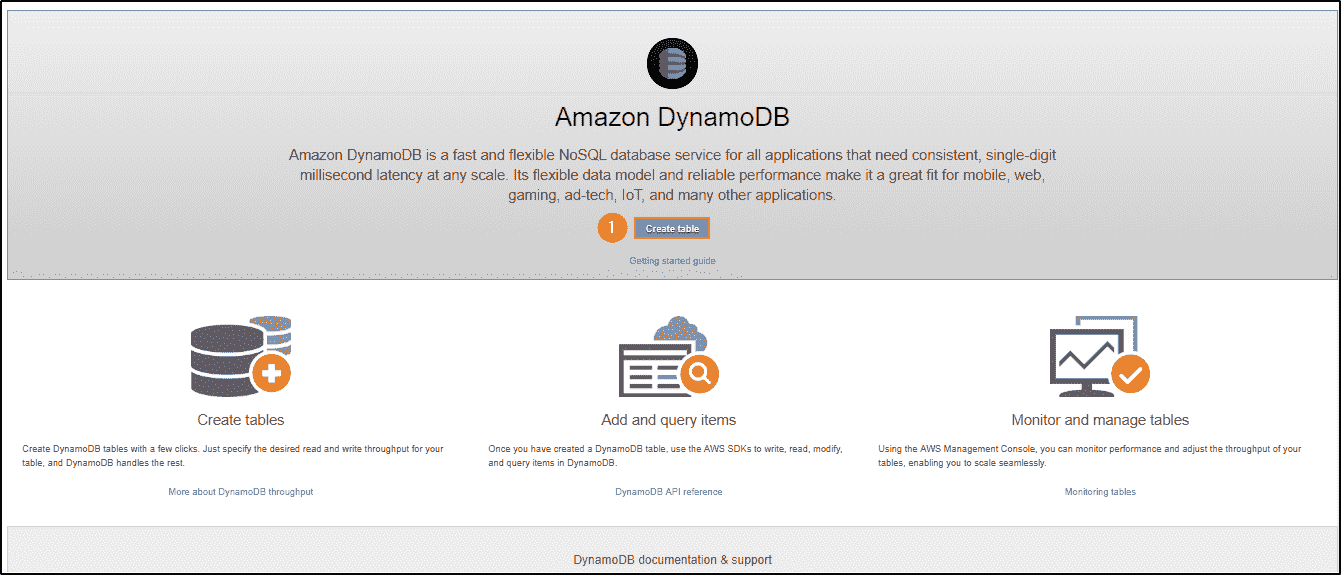 Amazon DynamoDB
Amazon DynamoDB is a fast and flexible NoSQL database service for all applications that need consistent, single-digit
millisecond latency at any scale. Its flexible data model and reliable performance make it a great fit for mobile, web,
gaming, ad-tech, IoT, and many other applications.
1 Create table
Getting started guide
Create tables
Create DynamoDB tables with a few clicks. Just specify the desired read and write throughput for your
table, and DynamoDB handles the rest.
More about DynamoDB throughput
Add and query items
Once you have created a DynamoDB table, use the AWS SDKs to write, read, modify,
and query items in DynamoDB.
DynamoDB API reference
Monitor and manage tables
Using the AWS Management Console, you can monitor performance and adjust the throughput of your
tables, enabling you to scale seamlessly.
Monitoring tables
DynamoDB documentation & support